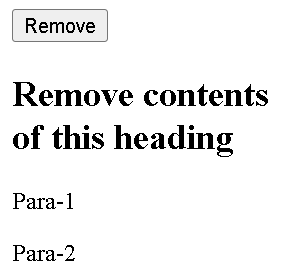 Remove
Remove contents
of this heading
Para-1
Para-2